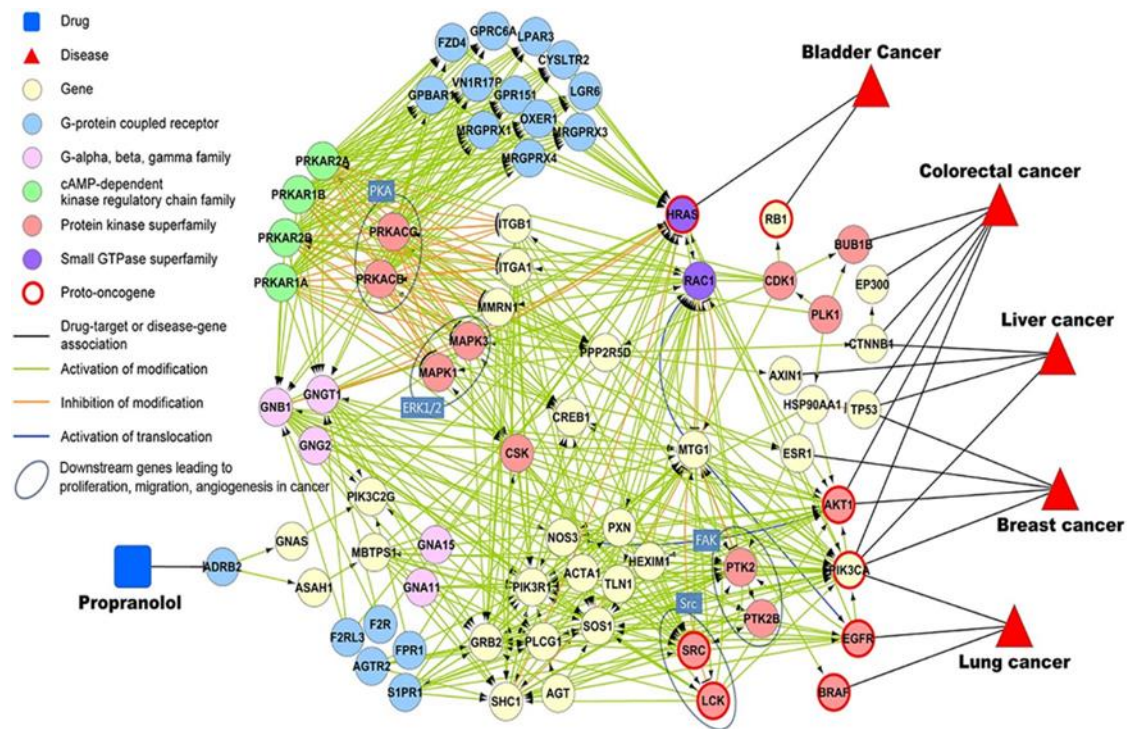 Drug
Disease
Gene
G-protein coupled receptor
G-alpha, beta, gamma family
cAMP-dependent
kinase regulatory chain family
Protein kinase superfamily
Small GTPase superfamily
Proto-oncogene
Drug-target or disease-gene
association
Activation of modification
Inhibition of modification
Activation of translocation
Downstream genes leading to
proliferation, migration, angiogenesis in cancer
FZD4
GPRC6A
LPAR3
CYSLTR2
VN1R17P
GPBAR1
GPR151
LGR6
OXER1
MRGPRX1
MRGPRX3
MRGPRX4
PRKAR2A
PRKAR1B
PRKAR2B
PRKAR1A
PKA
PRKACG
PRKACB
ITGB1
ITGA1
MMRN1
MAPK3
MAPK1
ERK1/2
HRAS
RAC1
RB1
BUB1B
CDK1
EP300
PLK1
CTNNB1
PPP2R5D
AXIN1
HSP90AA1
TP53
GNB1
GNGT1
GNG2
CREB1
CSK
MTG1
ESR1
PIK3C2G
AKT1
GNAS
MBTPS1
GNA15
NOS3
PXN
FAK
HEXIM1
ADRB2
ASAH1
GNA11
PIK3R1
ACTA1
TLN1
PTK2
PIK3CA
Src
PTK2B
F2RL3
F2R
FPR1
AGTR2
S1PR1
GRB2
PLCG1
SOS1
EGFR
SRC
SHC1
AGT
LCK
BRAF
Propranolol
Bladder Cancer
Colorectal cancer
Liver cancer
Breast cancer
Lung cancer